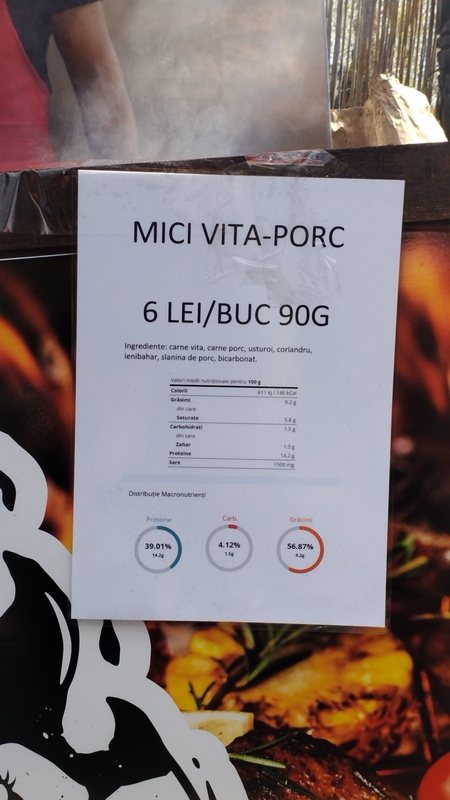 MICI VITA-PORC
6 LEI/BUC 90G
Ingrediente: carne vita, carne porc, usturoi, coriandru,
ienibahar, slanina de porc, bicarbonat.
Valori medii nutriționale pentru 100 g
Calorii 611 kj / 146 kCal
Grăsimi 9.2 g
din care
Saturate 5.8 g
Carbohidrați 1.5 g
din care
Zahar 1.5 g
Proteine 14.2 g
Sare 1500 mg
Distribuție Macronutrienți
Proteine Carb. Grăsimi
39.01% 4.12% 56.87%
14.2g 1.5g 9.2g